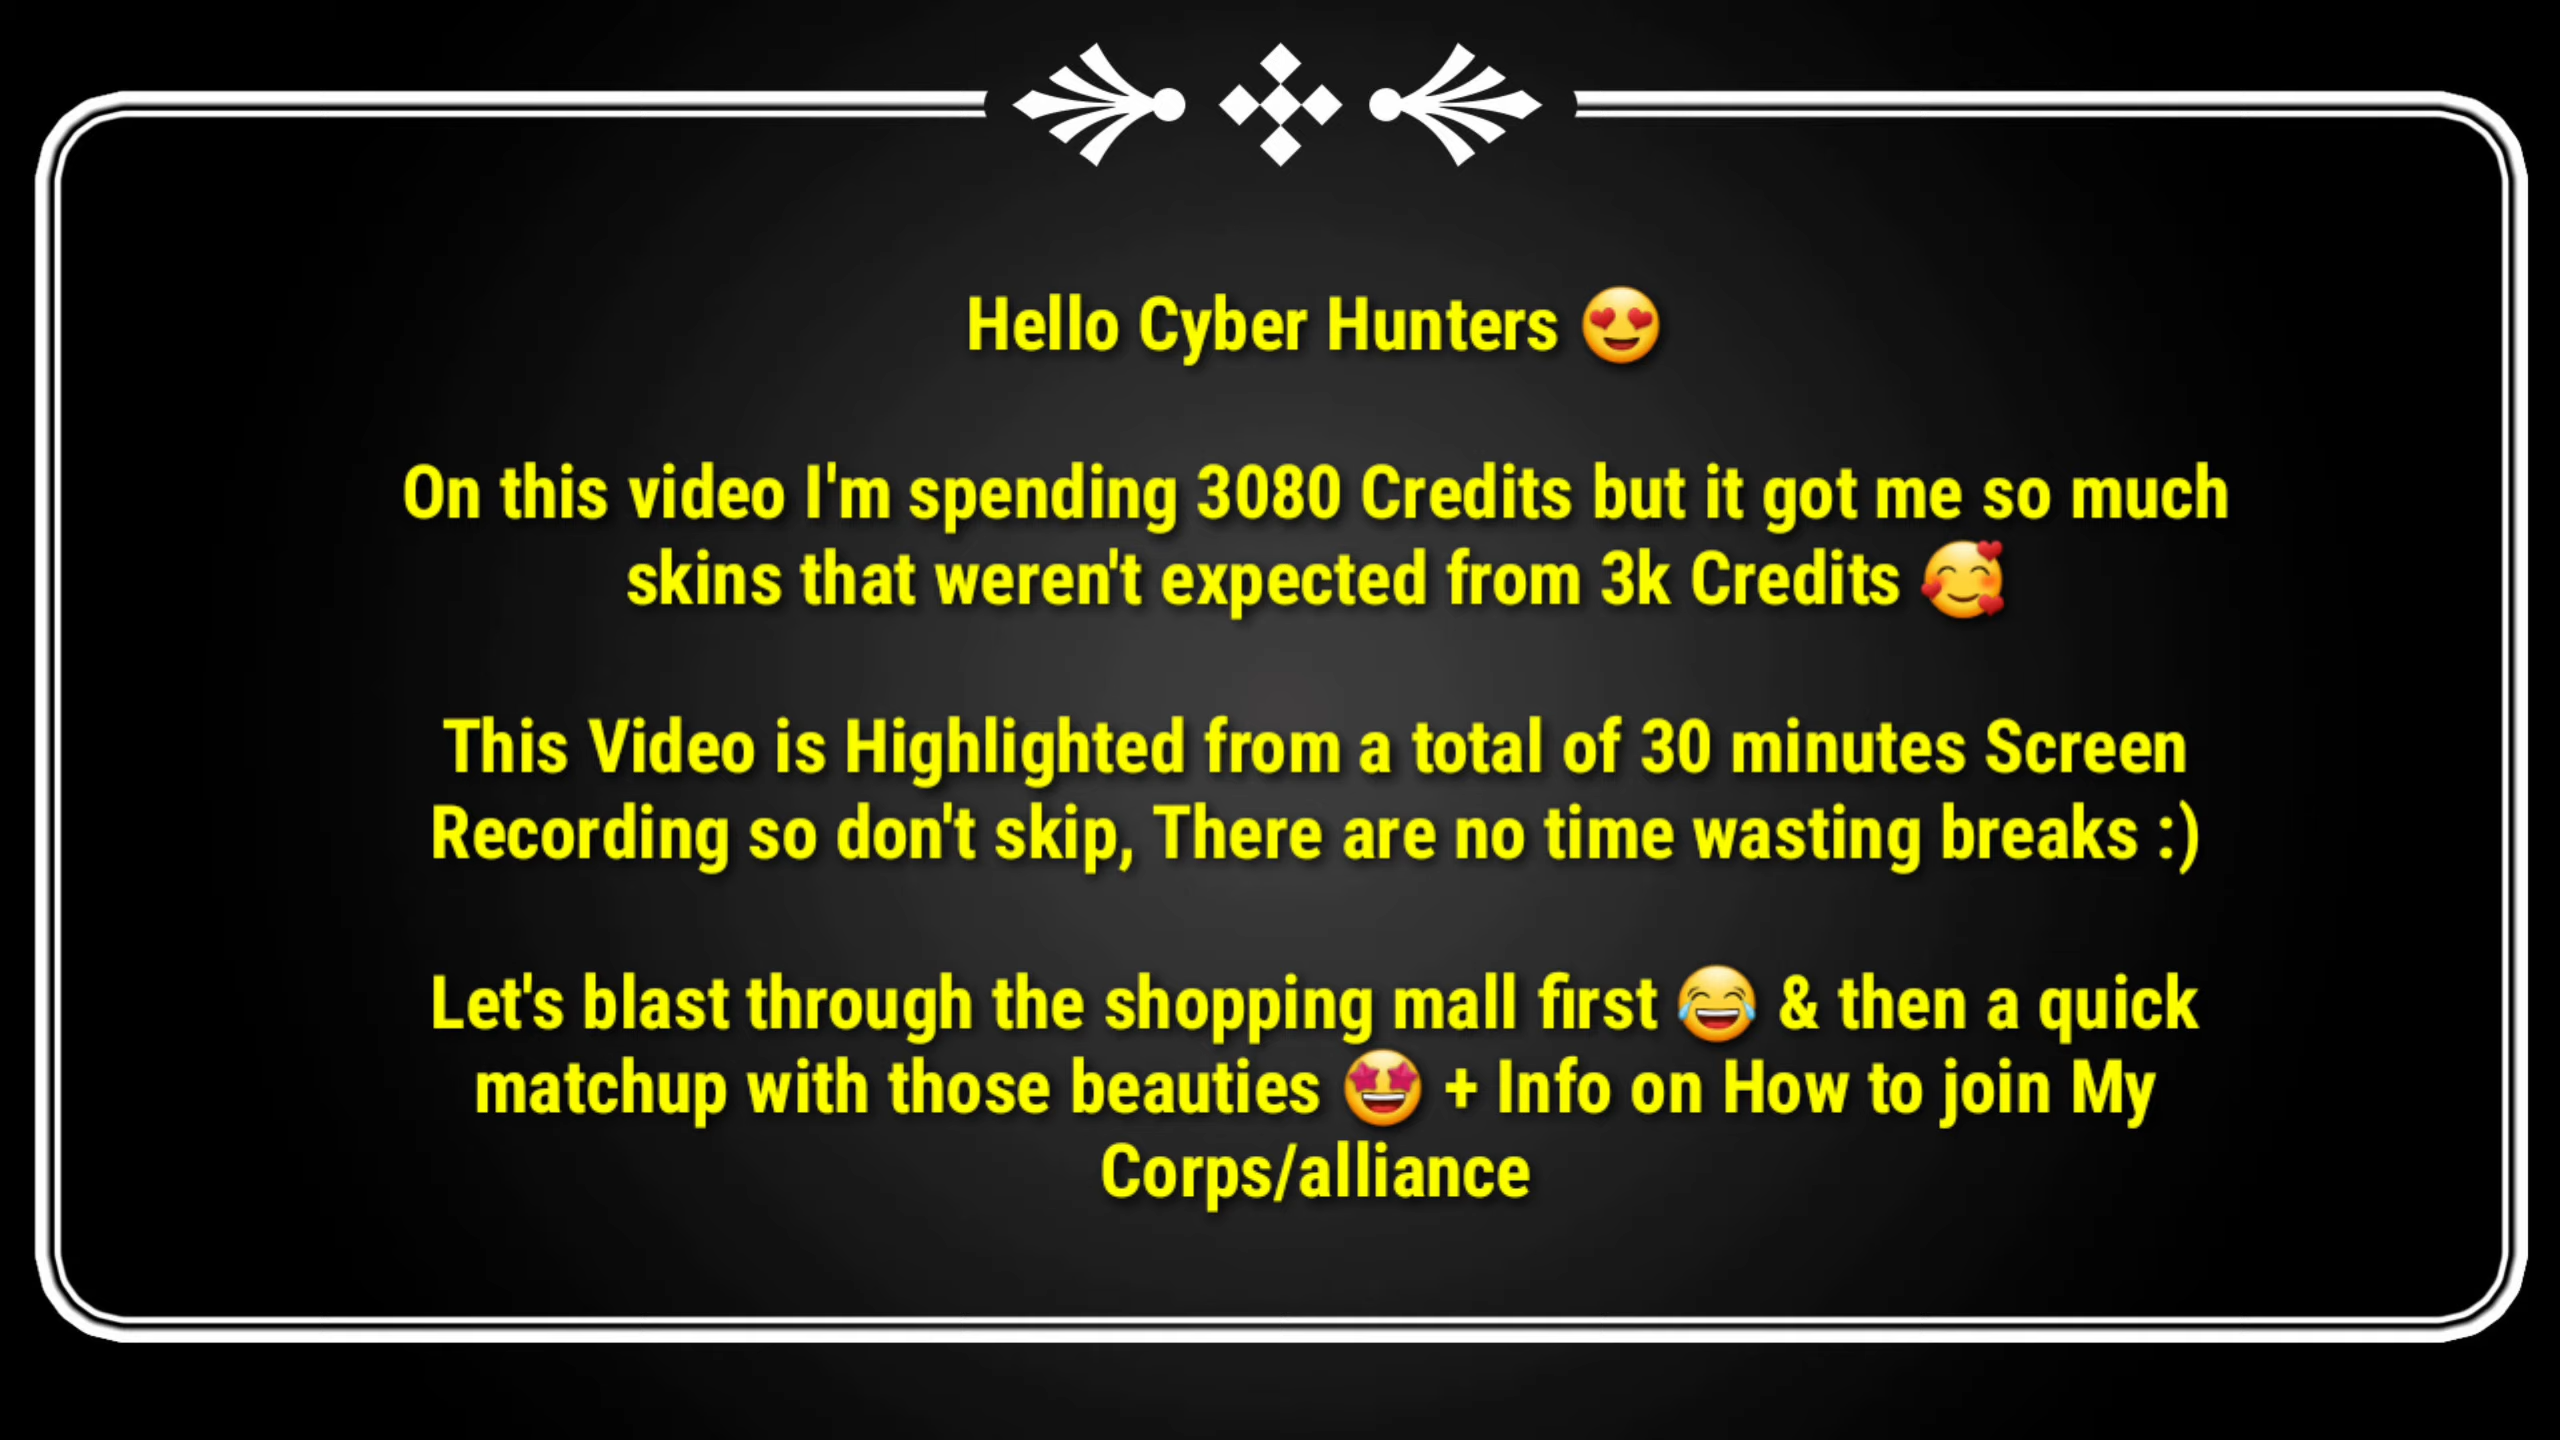 Hello Cyber Hunters 😍
On this video I'm spending 3080 Credits but it got me so much
skins that weren't expected from 3k Credits 🥰
This Video is Highlighted from a total of 30 minutes Screen
Recording so don't skip, There are no time wasting breaks :)
Let's blast through the shopping mall first 😂 & then a quick
matchup with those beauties 🤩 + Info on How to join My
Corps/alliance